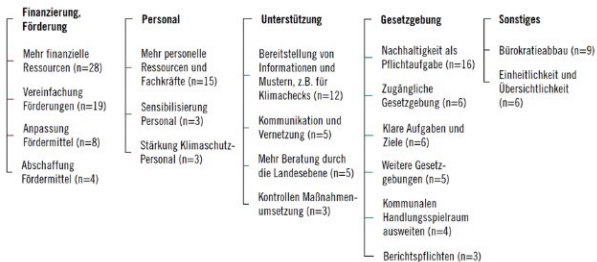 Finanzierung,
Förderung
Mehr finanzielle
Ressourcen (n=28)
Vereinfachung
Förderungen (n=19)
Anpassung
Fördermittel (n=8)
Abschaffung
Fördermittel (n=4)
Personal
Mehr personelle
Ressourcen und
Fachkräfte (n=15)
Sensibilisierung
Personal (n=3)
Stärkung Klimaschutz-
Personal (n=3)
Unterstützung
Bereitstellung von
Informationen und
Mustern, z.B. für
Klimachecks (n=12)
Kommunikation und
Vernetzung (n=5)
Mehr Beratung durch
die Landesebene (n=5)
Kontrollen Maßnahmen-
umsetzung (n=3)
Gesetzgebung
Nachhaltigkeit als
Pflichtaufgabe (n=16)
Zugängliche
Gesetzgebung (n=6)
Klare Aufgaben und
Ziele (n=6)
Weitere Gesetz-
gebungen (n=5)
Kommunalen
Handlungsspielraum
ausweiten (n=4)
Berichtspflichten (n=3)
Sonstiges
Bürokratieabbau (n=9)
Einheitlichkeit und
Übersichtlichkeit
(n=6)